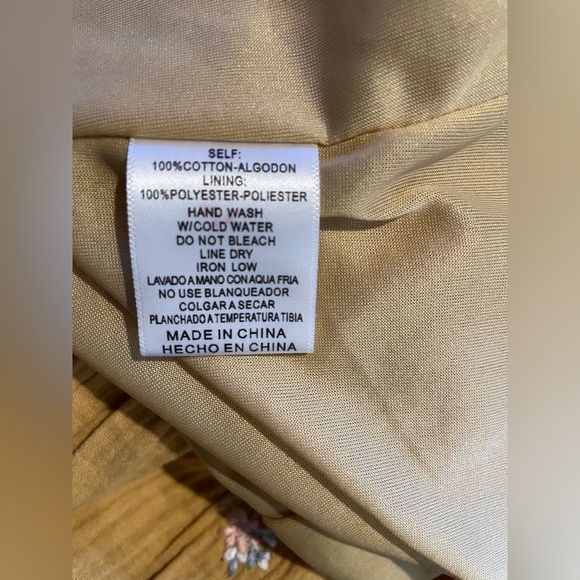 SELF:
100%COTTON-ALGODON
LINING:
100%POLYESTER-POLIESTER
HAND WASH
W/COLD WATER
DO NOT BLEACH
LINE DRY
IRON LOW
LAVADO A MANO CON AQUA FRIA
NO USE BLANQUEADOR
COLGAR A SECAR
PLANCHADO A TEMPERATURA TIBIA
MADE IN CHINA
HECHO EN CHINA